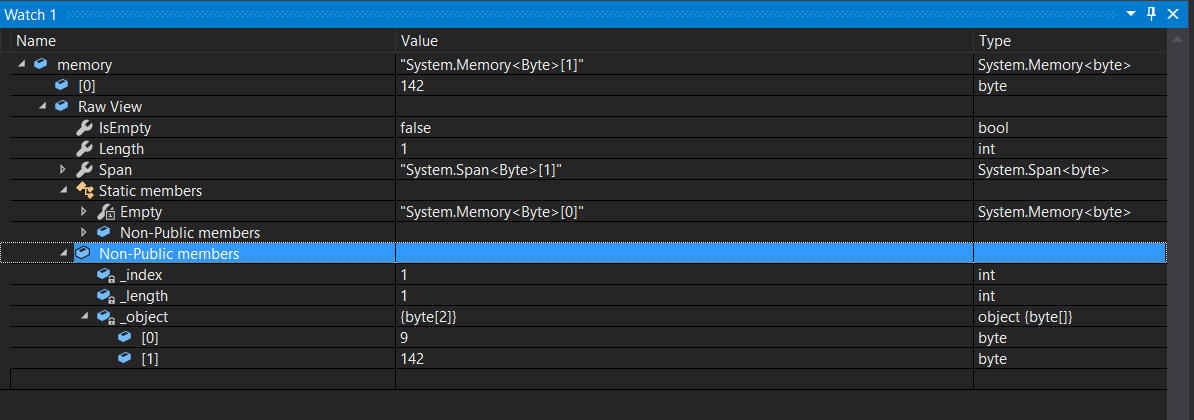 Watch 1
Name Value Type
memory "System.Memory<Byte>[1]" System.Memory<byte>
[0] 142 byte
Raw View
IsEmpty false bool
Length 1 int
Span "System.Span<Byte>[1]" System.Span<byte>
Static members
Empty "System.Memory<Byte>[0]" System.Memory<byte>
Non-Public members
Non-Public members
_index 1 int
_length 1 int
_object {byte[2]} object {byte[]}
[0] 9 byte
[1] 142 byte